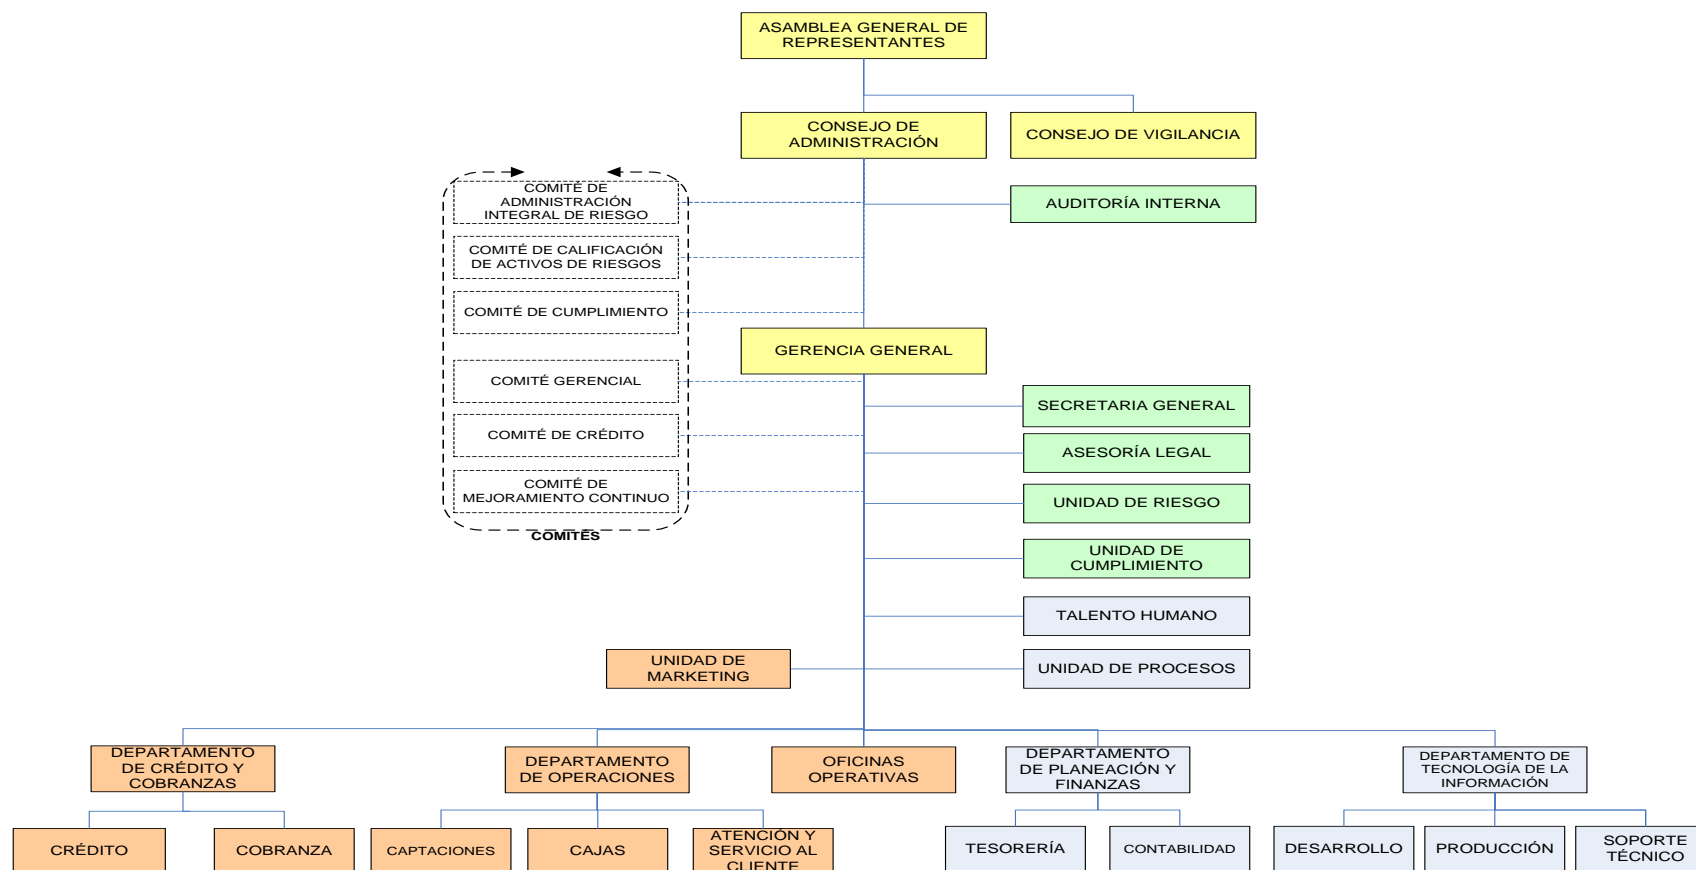 ASAMBLEA GENERAL DE
REPRESENTANTES
CONSEJO DE
ADMINISTRACIÓN
CONSEJO DE VIGILANCIA
COMITÉ DE
ADMINISTRACIÓN
INTEGRAL DE RIESGO
AUDITORÍA INTERNA
COMITÉ DE CALIFICACIÓN
DE ACTIVOS DE RIESGOS
COMITÉ DE CUMPLIMIENTO
GERENCIA GENERAL
COMITÉ GERENCIAL
SECRETARIA GENERAL
COMITÉ DE CRÉDITO
ASESORÍA LEGAL
COMITÉ DE
MEJORAMIENTO CONTINUO
UNIDAD DE RIESGO
COMITÉS
UNIDAD DE
CUMPLIMIENTO
TALENTO HUMANO
UNIDAD DE
MARKETING
UNIDAD DE PROCESOS
DEPARTAMENTO
DE CRÉDITO Y
COBRANZAS
DEPARTAMENTO
DE OPERACIONES
OFICINAS
OPERATIVAS
DEPARTAMENTO
DE PLANEACIÓN Y
FINANZAS
DEPARTAMENTO DE
TECNOLOGÍA DE LA
INFORMACIÓN
CRÉDITO
COBRANZA
CAPTACIONES
CAJAS
ATENCIÓN Y
SERVICIO AL
CLIENTE
TESORERÍA
CONTABILIDAD
DESARROLLO
PRODUCCIÓN
SOPORTE
TÉCNICO